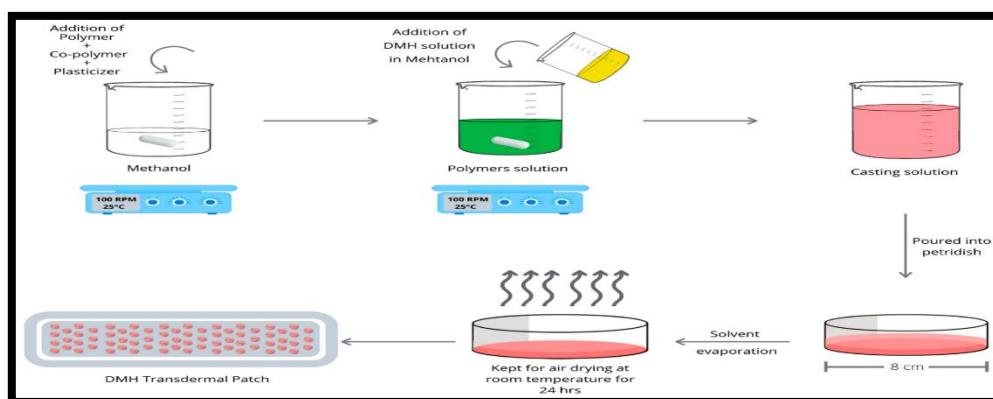 Addition of
Polymer
+
Co-polymer
+
Plasticizer
Methanol
100 RPM
25°C
Addition of
DMH solution
in Mehtanol
Polymers solution
100 RPM
25°C
Casting solution
Poured into
petridish
8 cm
Solvent
evaporation
Kept for air drying at
room temperature for
24 hrs
DMH Transdermal Patch